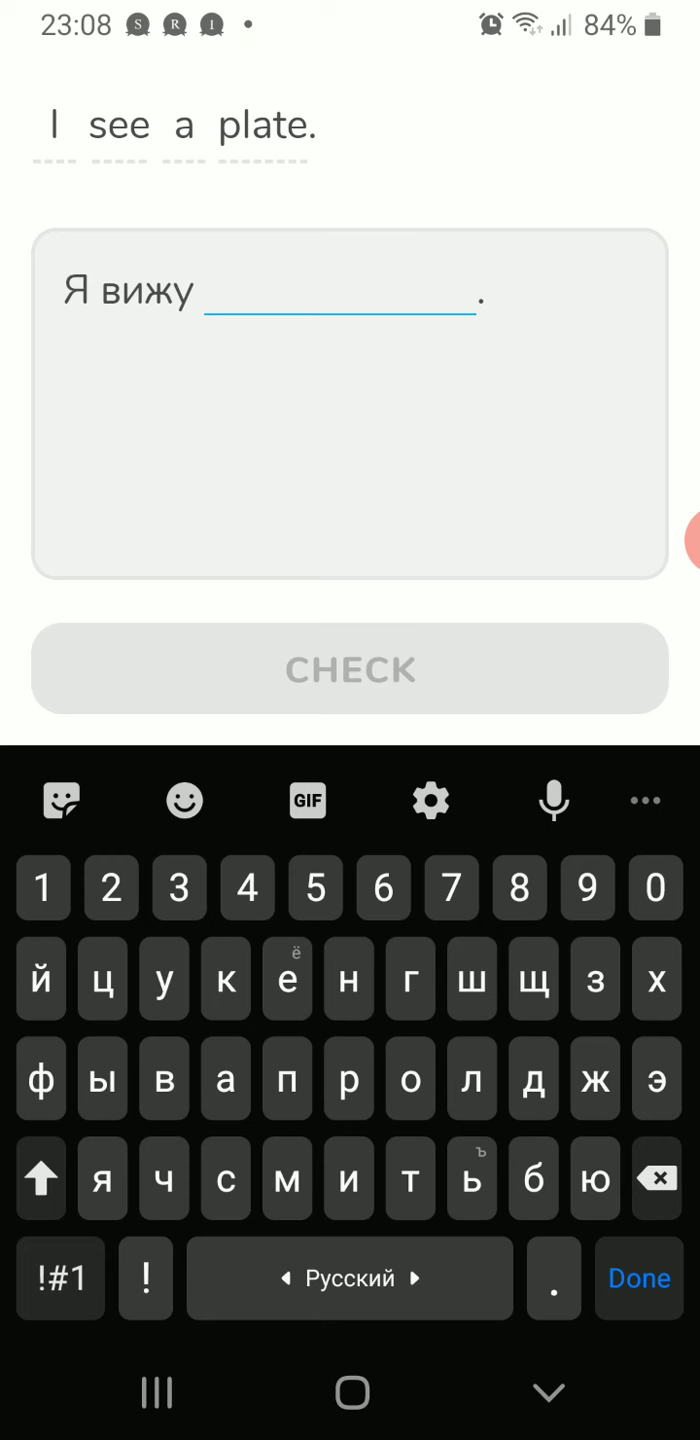 23:08 S R I 84%
I see a plate.
Я вижу .
CHECK
GIF
1 2 3 4 5 6 7 8 9 0
ё
й ц у к е н г ш щ з х
ф ы в а п р о л д ж э
ъ
я ч с м и т ь б ю
!#1 ! Русский . Done